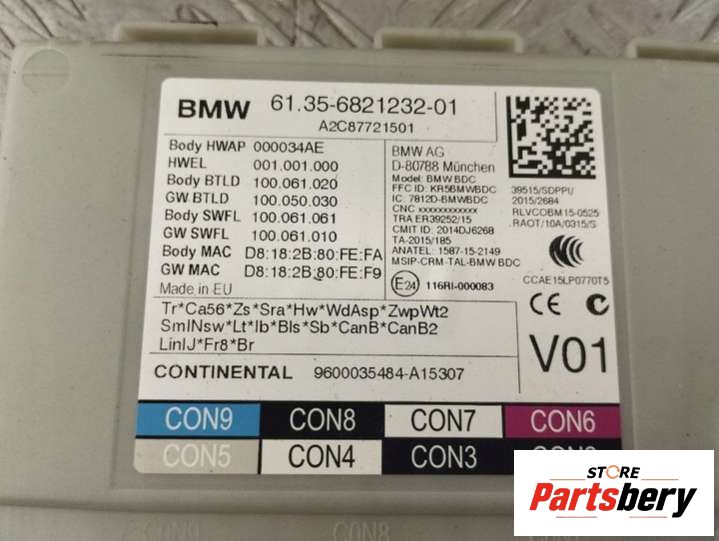 BMW 61.35-6821232-01
A2C87721501
Body HWAP 000034AE
HWEL 001.001.000
Body BTLD 100.061.020
GW BTLD 100.050.030
Body SWFL 100.061.061
GW SWFL 100.061.010
Body MAC D8:18:2B:80:FE:FA
GW MAC D8:18:2B:80:FE:F9
Made in EU
BMW AG
D-80788 München
Model: BMW BDC
FFC ID: KR5BMWBDC
IC: 7812D-BMWBDC
CNC xxxxxxxxxxxx
TRA ER39252/15
CMIT ID: 2014DJ6268
TA-2015/185
ANATEL: 1587-15-2149
MSIP-CRM-TAL-BMW BDC
E24 116RI-000083
39515/SDPPI/
2015/2684
RLVCOBM15-0525
RAOT/10A/0315/S
CCAE15LP0770T5
CE
Tr*Ca56*Zs*Sra*Hw*WdAsp*ZwpWt2
SmlNsw*Lt*Ib*Bls*Sb*CanB*CanB2
LinIJ*Fr8*Br
V01
CONTINENTAL 9600035484-A15307
CON9 CON8 CON7 CON6
CON5 CON4 CON3
CON9 CON8
STORE
Partsbery